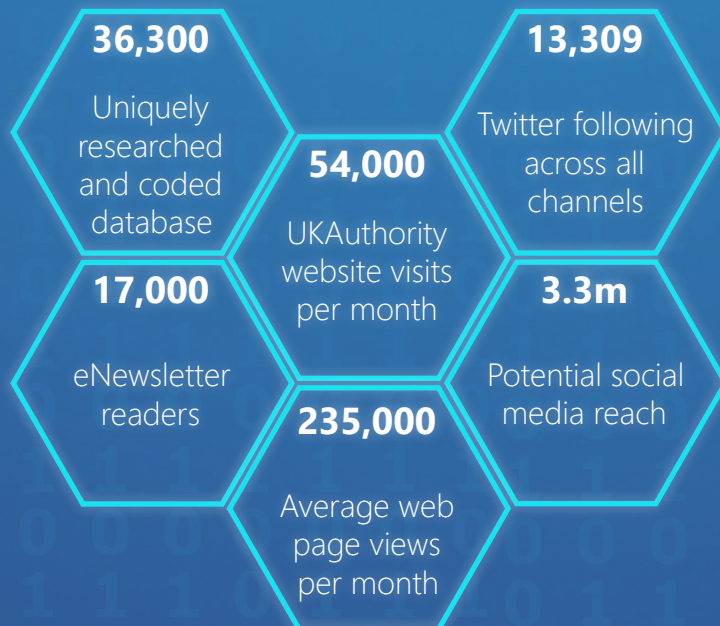 36,300
Uniquely
researched
and coded
database
13,309
Twitter following
across all
channels
54,000
UKAuthority
website visits
per month
17,000
eNewsletter
readers
3.3m
Potential social
media reach
235,000
Average web
page views
per month